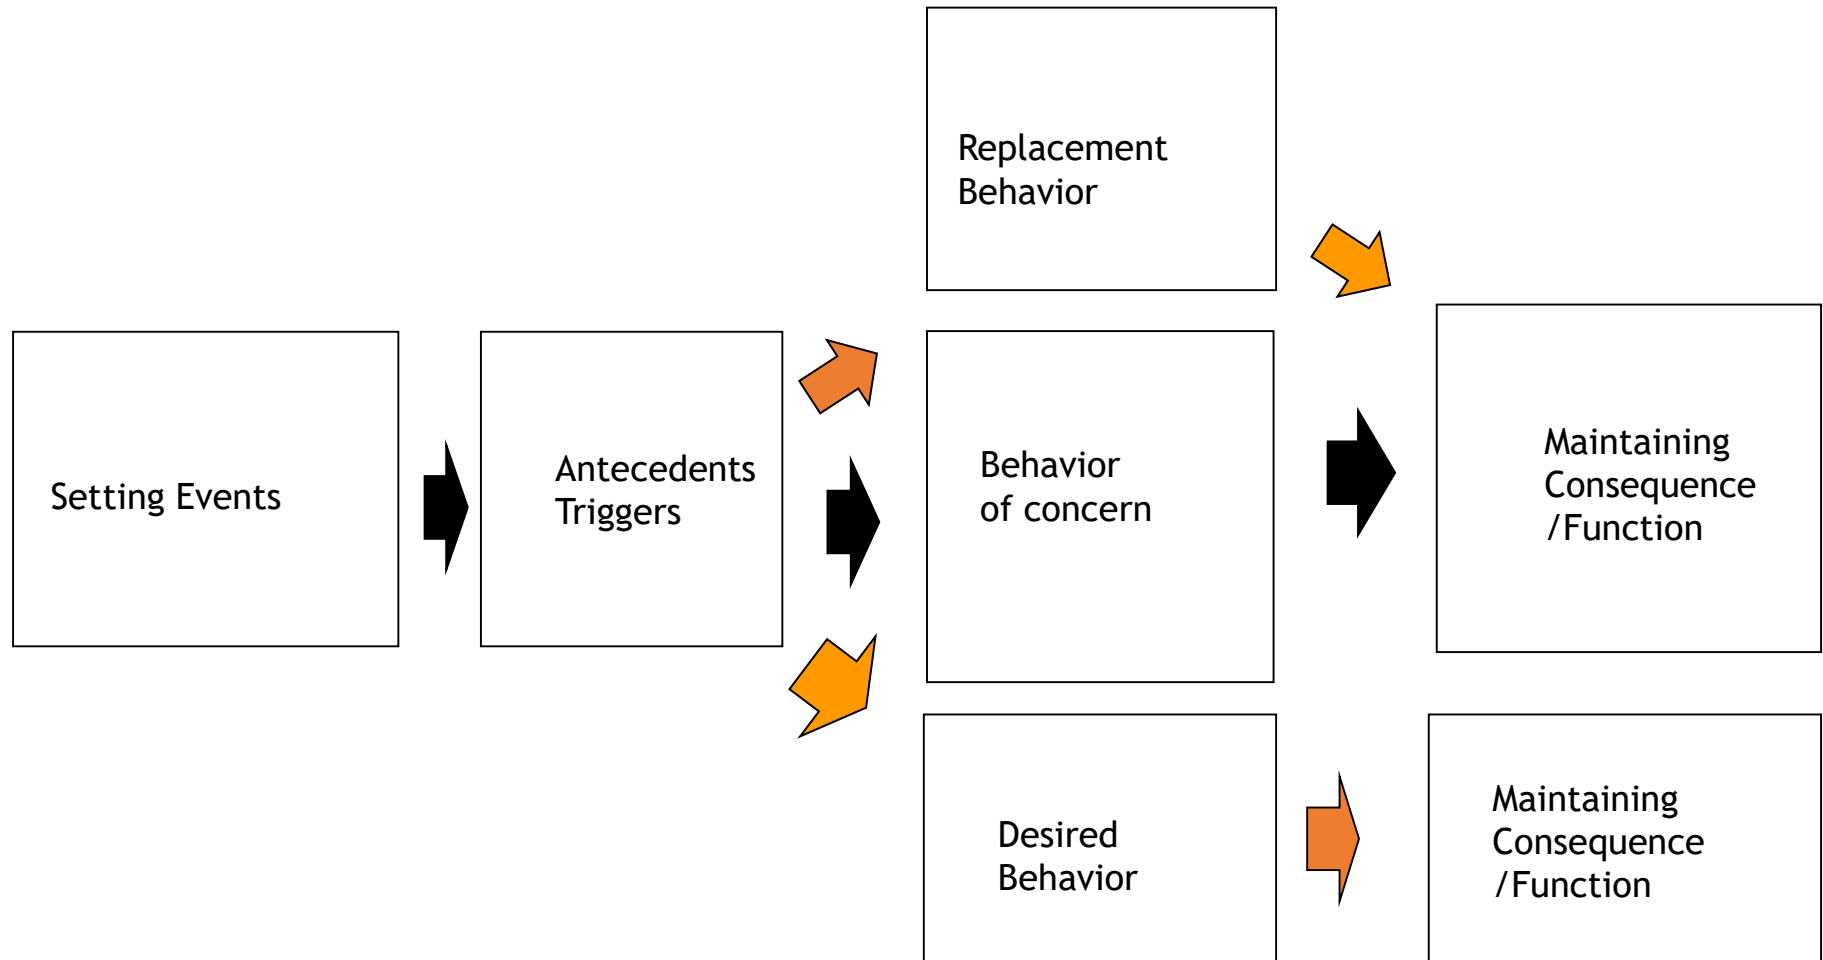 Replacement
Behavior
Setting Events
Antecedents
Triggers
Behavior
of concern
Maintaining
Consequence
/Function
Desired
Behavior
Maintaining
Consequence
/Function